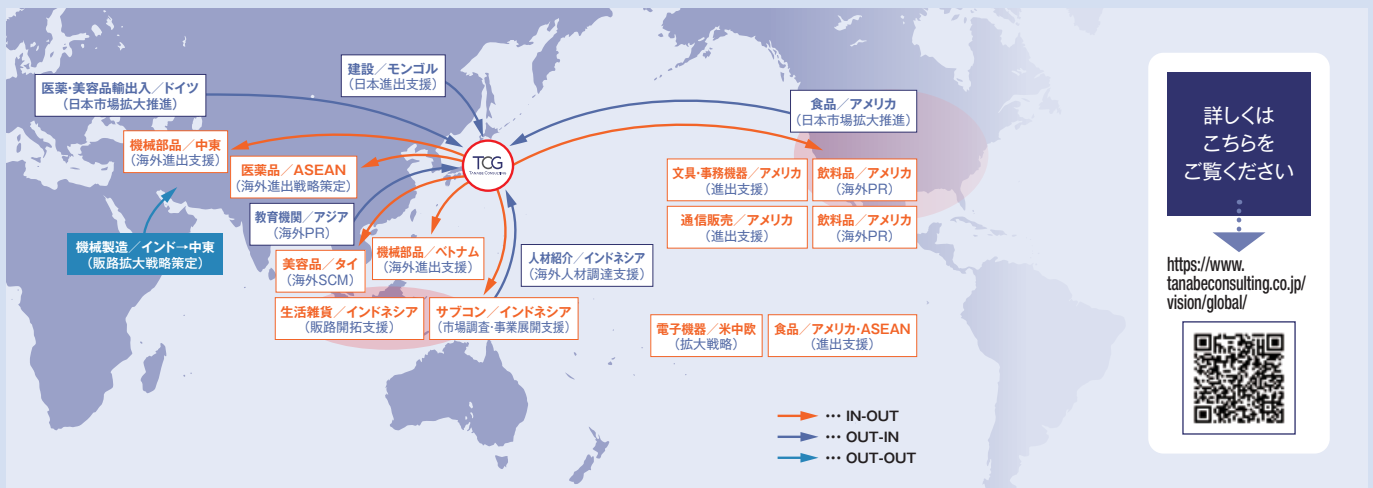 医薬・美容品輸出入／ドイツ
（日本市場拡大推進）
建設／モンゴル
（日本進出支援）
食品／アメリカ
（日本市場拡大推進）
機械部品／中東
（海外進出支援）
医薬品／ASEAN
（海外進出戦略策定）
TCG
TANABE CONSULTING
文具・事務機器／アメリカ
（進出支援）
飲料品／アメリカ
（海外PR）
教育機関／アジア
（海外PR）
通信販売／アメリカ
（進出支援）
飲料品／アメリカ
（海外PR）
機械製造／インド→中東
（販路拡大戦略策定）
美容品／タイ
（海外SCM）
機械部品／ベトナム
（海外進出支援）
人材紹介／インドネシア
（海外人材調達支援）
生活雑貨／インドネシア
（販路開拓支援）
サブコン／インドネシア
（市場調査・事業展開支援）
電子機器／米中欧
（拡大戦略）
食品／アメリカ・ASEAN
（進出支援）
… IN-OUT
… OUT-IN
… OUT-OUT
詳しくは
こちらを
ご覧ください
https://www.
tanabeconsulting.co.jp/
vision/global/